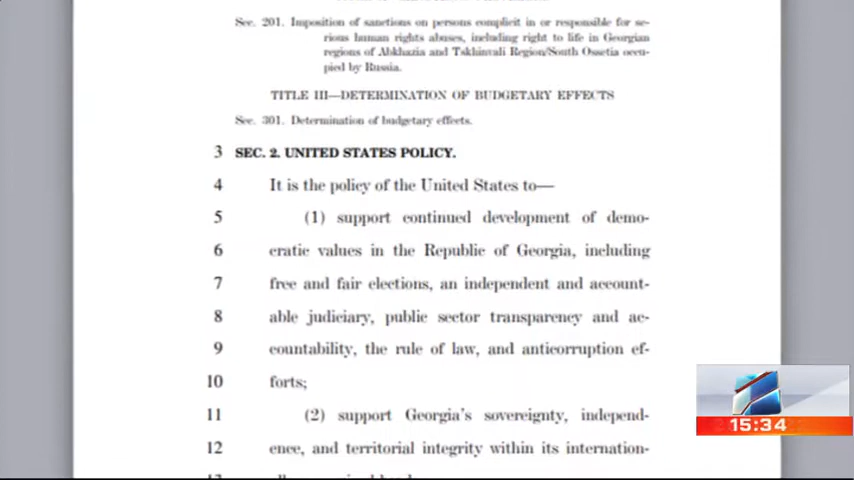 Sec. 201. Imposition of sanctions on persons complicit in or responsible for se-
rious human rights abuses, including right to life in Georgian
regions of Abkhazia and Tskhinvali Region/South Ossetia occu-
pied by Russia.
TITLE III—DETERMINATION OF BUDGETARY EFFECTS
Sec. 301. Determination of budgetary effects.
3 SEC. 2. UNITED STATES POLICY.
4 It is the policy of the United States to—
5 (1) support continued development of demo-
6 cratic values in the Republic of Georgia, including
7 free and fair elections, an independent and account-
8 able judiciary, public sector transparency and ac-
9 countability, the rule of law, and anticorruption ef-
10 forts;
11 (2) support Georgia's sovereignty, independ-
12 ence, and territorial integrity within its internation-
15:34